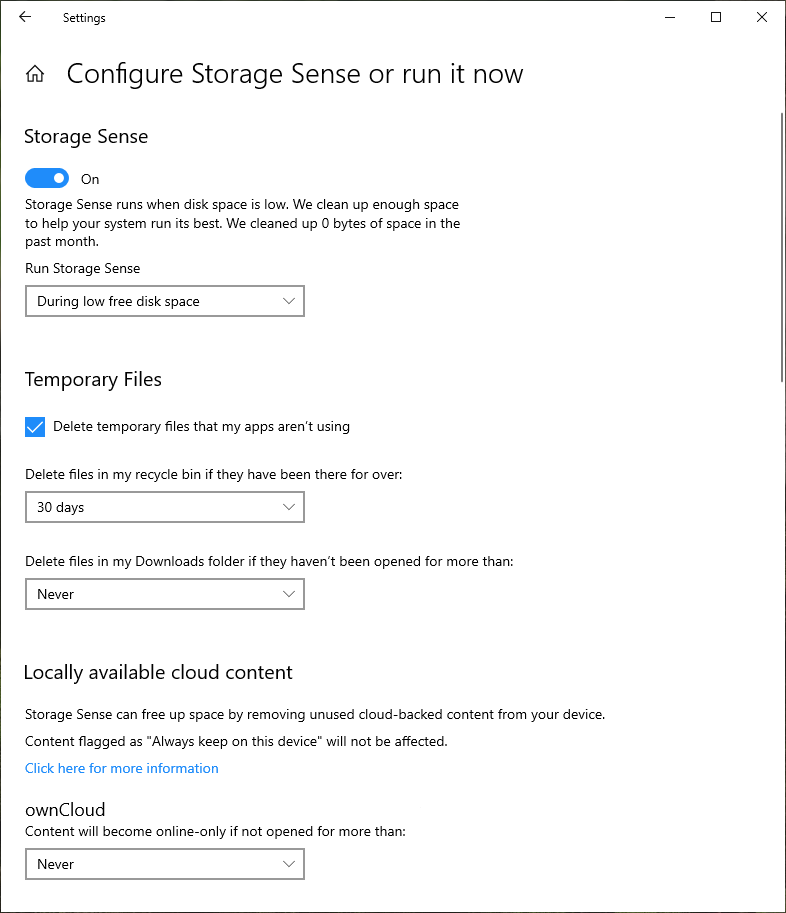 Settings
Configure Storage Sense or run it now
Storage Sense
On
Storage Sense runs when disk space is low. We clean up enough space
to help your system run its best. We cleaned up 0 bytes of space in the
past month.
Run Storage Sense
During low free disk space
Temporary Files
Delete temporary files that my apps aren’t using
Delete files in my recycle bin if they have been there for over:
30 days
Delete files in my Downloads folder if they haven’t been opened for more than:
Never
Locally available cloud content
Storage Sense can free up space by removing unused cloud-backed content from your device.
Content flagged as "Always keep on this device" will not be affected.
Click here for more information
ownCloud
Content will become online-only if not opened for more than:
Never